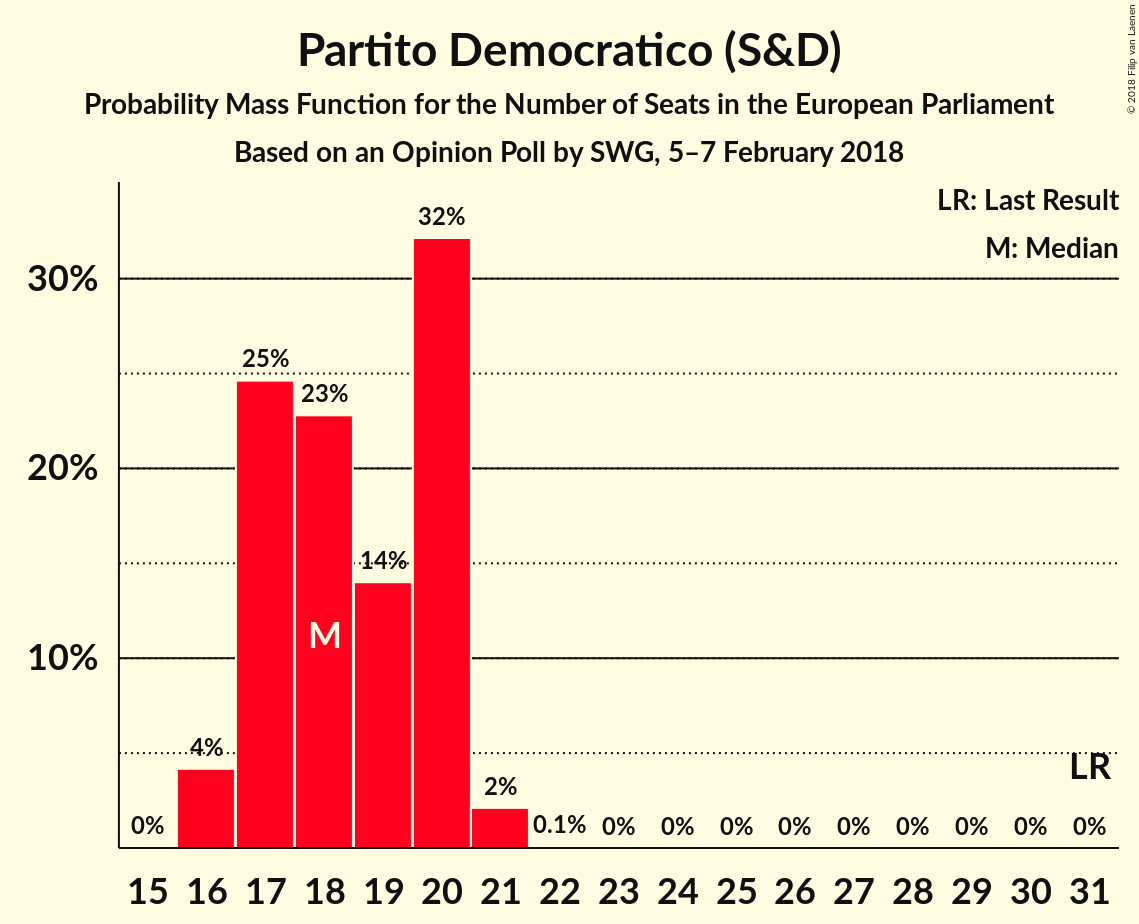 Partito Democratico (S&D)
Probability Mass Function for the Number of Seats in the European Parliament
Based on an Opinion Poll by SWG, 5–7 February 2018
© 2018 Filip van Laenen
LR: Last Result
M: Median
30%
20%
10%
0%
4%
25%
23%
14%
32%
2%
0.1%
0%
0%
0%
0%
0%
0%
0%
0%
0%
M
LR
15 16 17 18 19 20 21 22 23 24 25 26 27 28 29 30 31